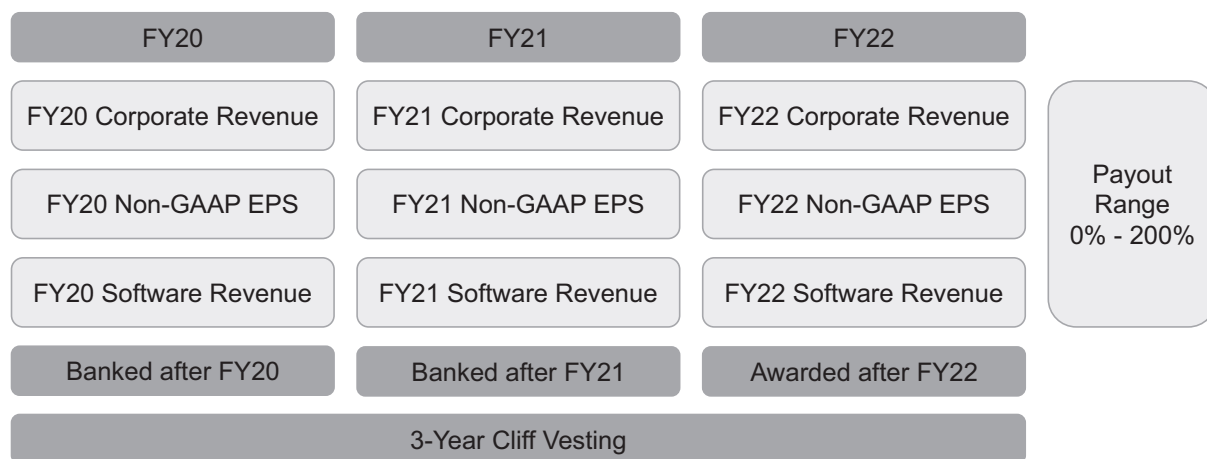 FY20
FY21
FY22
FY20 Corporate Revenue
FY21 Corporate Revenue
FY22 Corporate Revenue
FY20 Non-GAAP EPS
FY21 Non-GAAP EPS
FY22 Non-GAAP EPS
FY20 Software Revenue
FY21 Software Revenue
FY22 Software Revenue
Payout
Range
0% - 200%
Banked after FY20
Banked after FY21
Awarded after FY22
3-Year Cliff Vesting